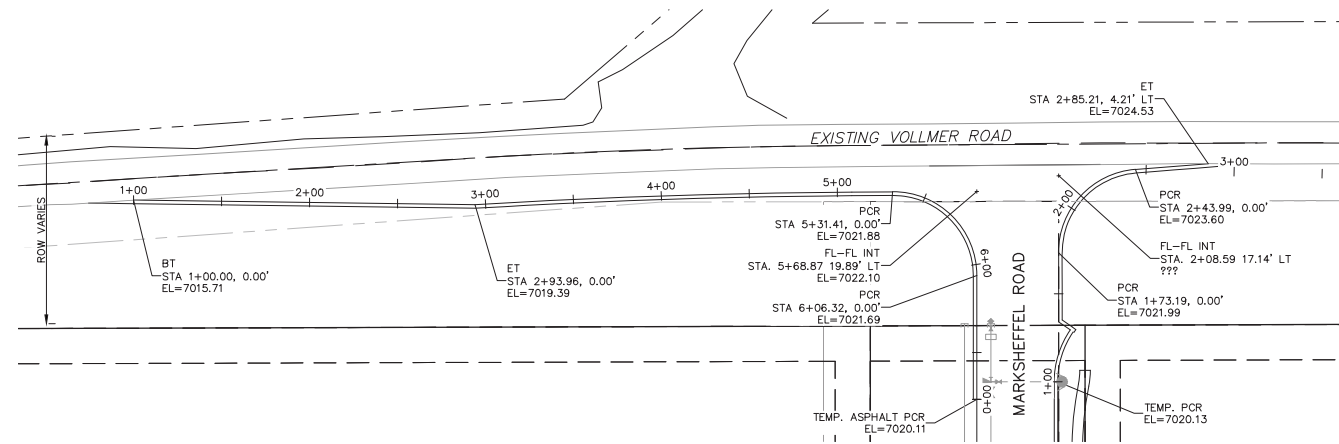 ET
STA 2+85.21, 4.21' LT
EL=7024.53
EXISTING VOLLMER ROAD
3+00
1+00
2+00
3+00
4+00
5+00
ROW VARIES
BT
STA 1+00.00, 0.00'
EL=7015.71
ET
STA 2+93.96, 0.00'
EL=7019.39
PCR
STA 5+31.41, 0.00'
EL=7021.88
FL-FL INT
STA. 5+68.87 19.89' LT
EL=7022.10
PCR
STA 6+06.32, 0.00'
EL=7021.69
6+00
2+00
PCR
STA 2+43.99, 0.00'
EL=7023.60
FL-FL INT
STA. 2+08.59 17.14' LT
???
PCR
STA 1+73.19, 0.00'
EL=7021.99
MARKSHEFFEL ROAD
0+00
1+00
TEMP. ASPHALT PCR
EL=7020.11
TEMP. PCR
EL=7020.13